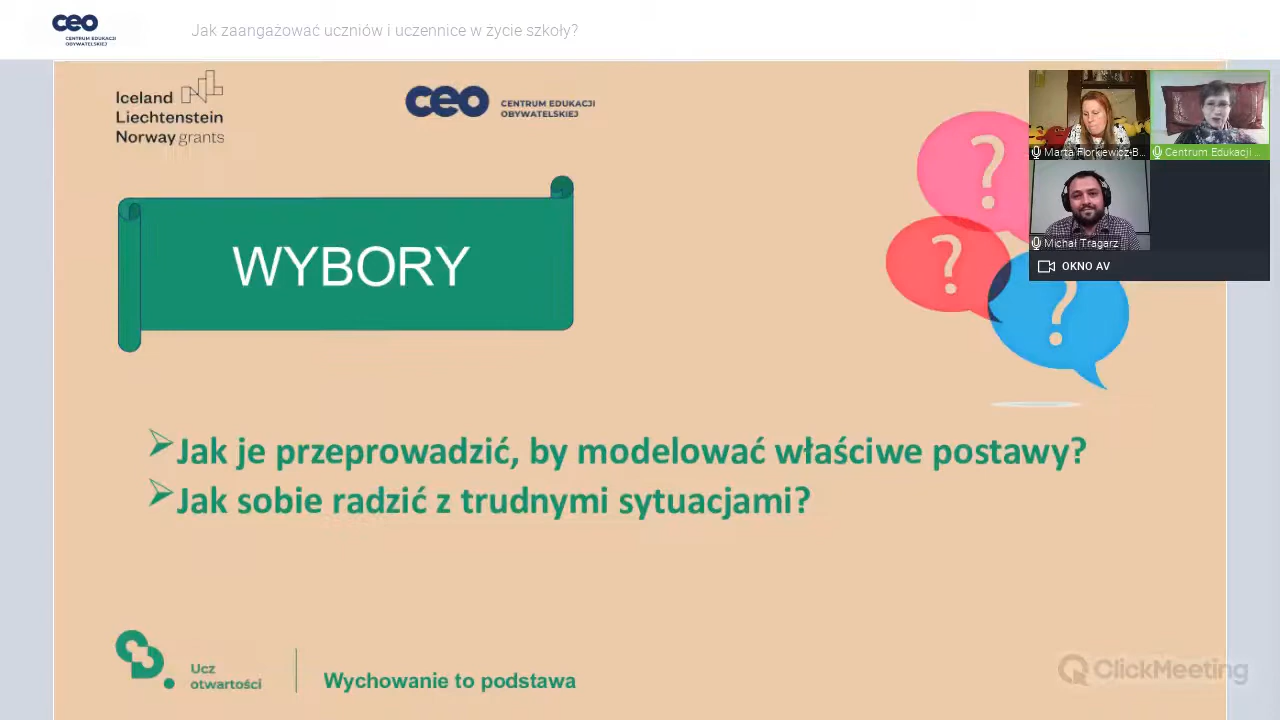 ceo
CENTRUM EDUKACJI
OBYWATELSKIEJ
Jak zaangażować uczniów i uczennice w życie szkoły?
Iceland
Liechtenstein
Norway grants
ceo
CENTRUM EDUKACJI
OBYWATELSKIEJ
Marta Florkiewicz-B...
Centrum Edukacji ...
Michał Tragarz
OKNO AV
WYBORY
?
?
?
Jak je przeprowadzić, by modelować właściwe postawy?
Jak sobie radzić z trudnymi sytuacjami?
Ucz
otwartości
Wychowanie to podstawa
ClickMeeting